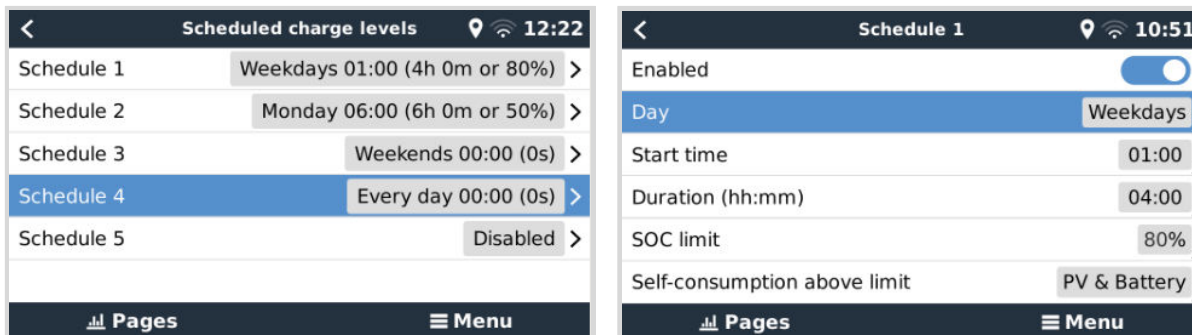 Scheduled charge levels 12:22
Schedule 1 Weekdays 01:00 (4h 0m or 80%)
Schedule 2 Monday 06:00 (6h 0m or 50%)
Schedule 3 Weekends 00:00 (0s)
Schedule 4 Every day 00:00 (0s)
Schedule 5 Disabled
Pages Menu
Schedule 1 10:51
Enabled
Day Weekdays
Start time 01:00
Duration (hh:mm) 04:00
SOC limit 80%
Self-consumption above limit PV & Battery
Pages Menu